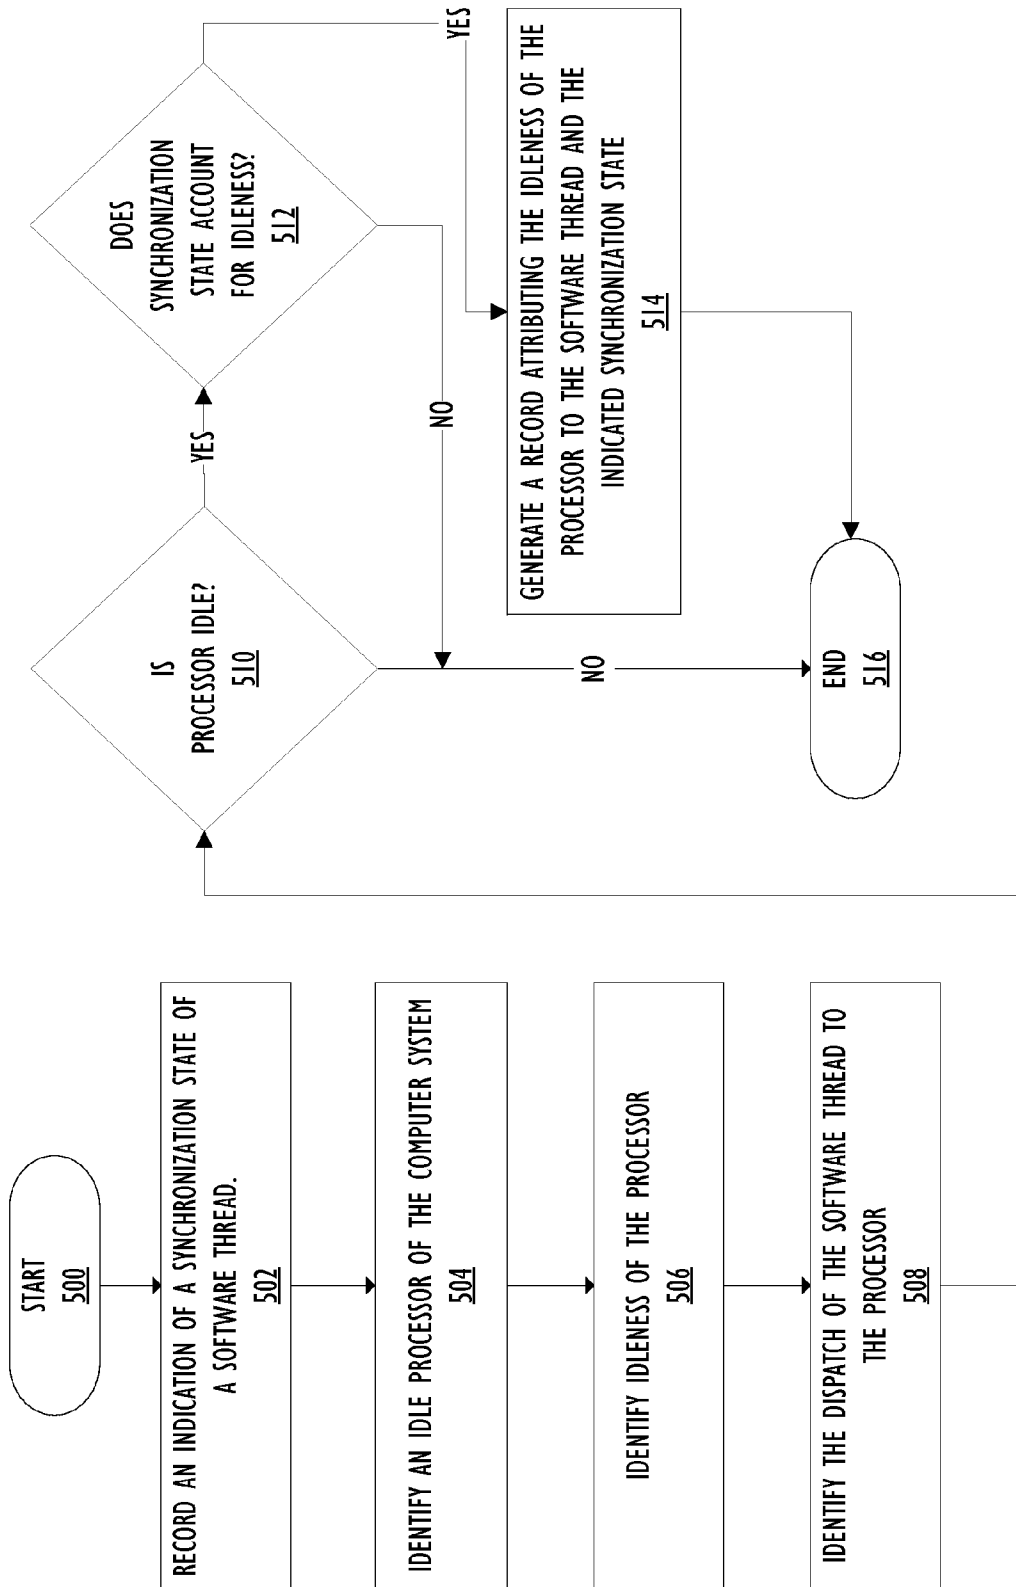 START
500
RECORD AN INDICATION OF A SYNCHRONIZATION STATE OF
A SOFTWARE THREAD.
502
IDENTIFY AN IDLE PROCESSOR OF THE COMPUTER SYSTEM
504
IDENTIFY IDLENESS OF THE PROCESSOR
506
IDENTIFY THE DISPATCH OF THE SOFTWARE THREAD TO
THE PROCESSOR
508
IS
PROCESSOR IDLE?
510
YES
NO
DOES
SYNCHRONIZATION
STATE ACCOUNT
FOR IDLENESS?
512
NO
YES
GENERATE A RECORD ATTRIBUTING THE IDLENESS OF THE
PROCESSOR TO THE SOFTWARE THREAD AND THE
INDICATED SYNCHRONIZATION STATE
514
END
516